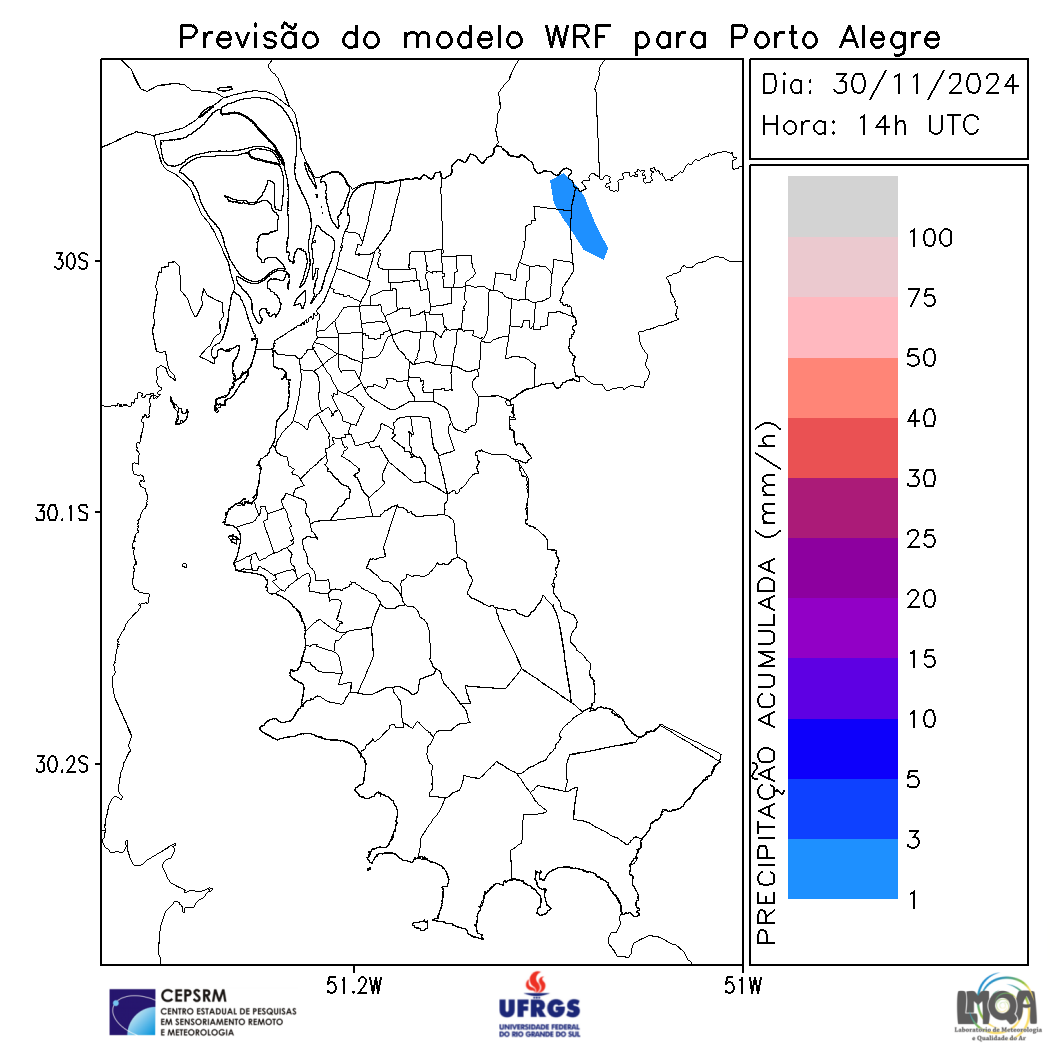 Previsão do modelo WRF para Porto Alegre
Dia: 30/11/2024
Hora: 14h UTC
30S
30.1S
30.2S
51.2W
51W
PRECIPITAÇÃO ACUMULADA (mm/h)
100
75
50
40
30
25
20
15
10
5
3
1
CEPSRM
CENTRO ESTADUAL DE PESQUISAS
EM SENSORIAMENTO REMOTO
E METEOROLOGIA
UFRGS
UNIVERSIDADE FEDERAL
DO RIO GRANDE DO SUL
LMQA
Laboratório de Meteorologia
e Qualidade do Ar